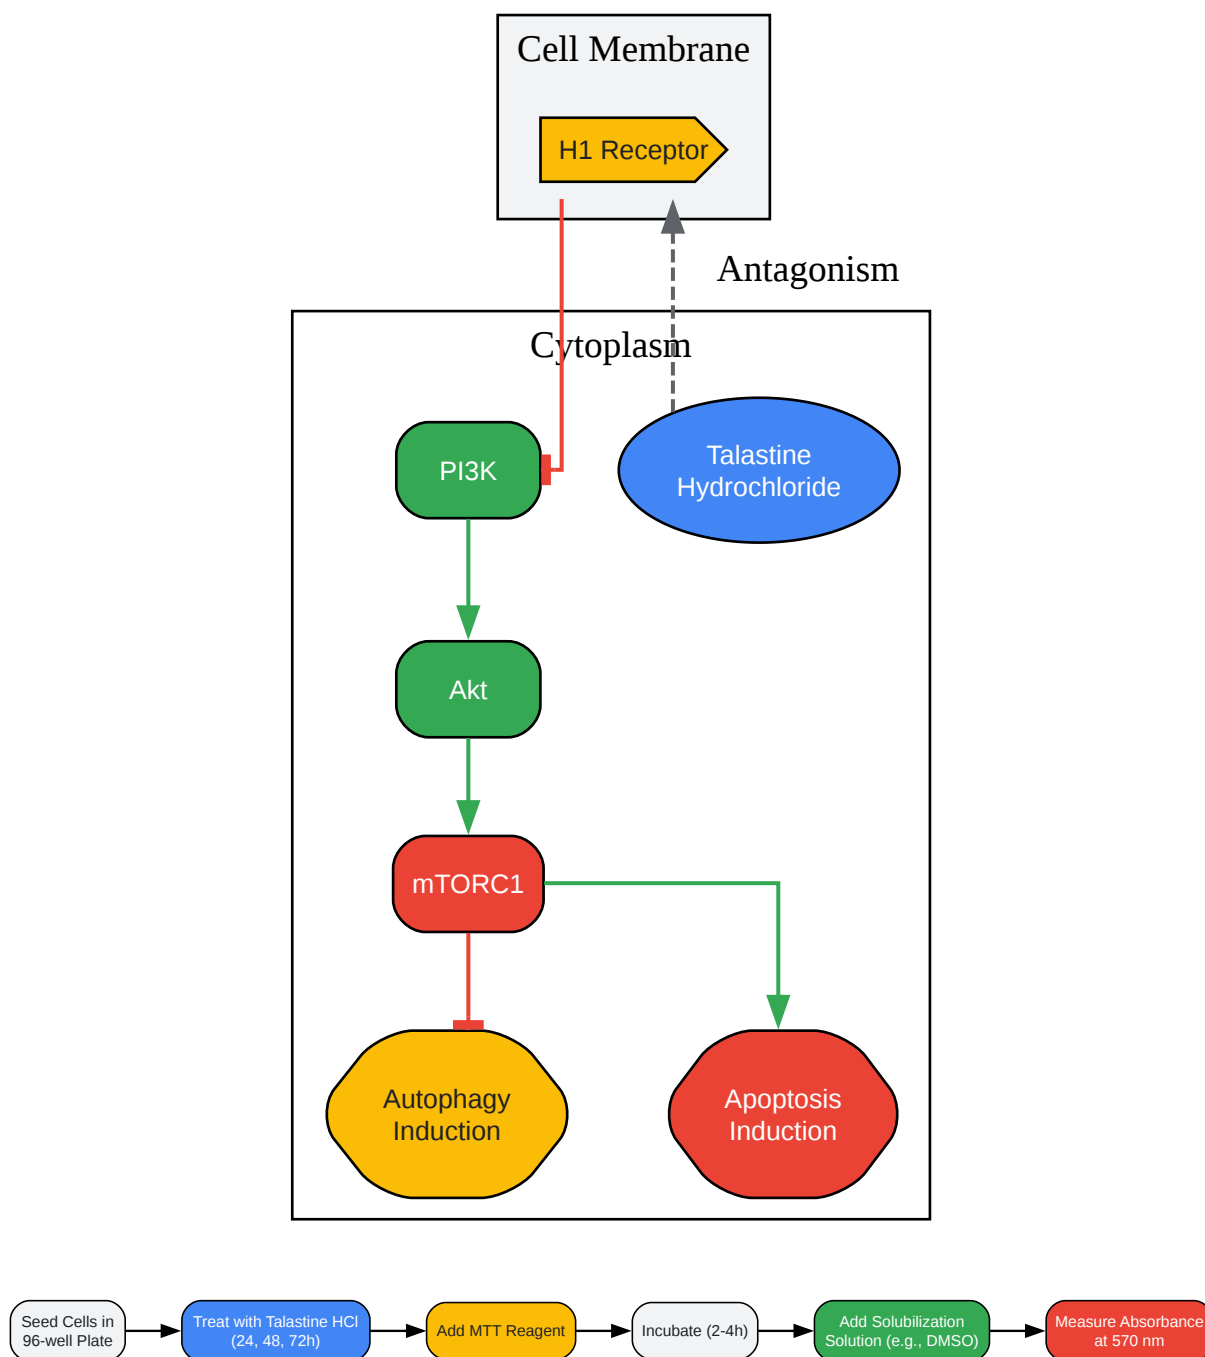 Cell Membrane
H1 Receptor
Antagonism
Cytoplasm
PI3K
Talastine
Hydrochloride
Akt
mTORC1
Autophagy
Induction
Apoptosis
Induction
Seed Cells in
96-well Plate
Treat with Talastine HCl
(24, 48, 72h)
Add MTT Reagent
Incubate (2-4h)
Add Solubilization
Solution (e.g., DMSO)
Measure Absorbance
at 570 nm